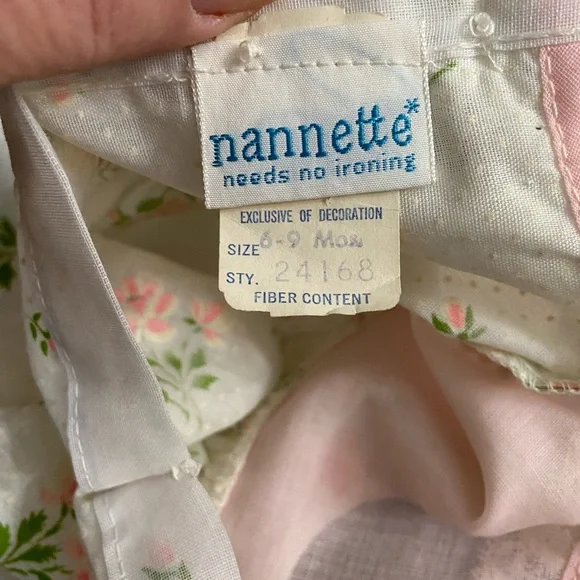 nannette*
needs no ironing
EXCLUSIVE OF DECORATION
SIZE 6-9 Mos
STY. 24168
FIBER CONTENT